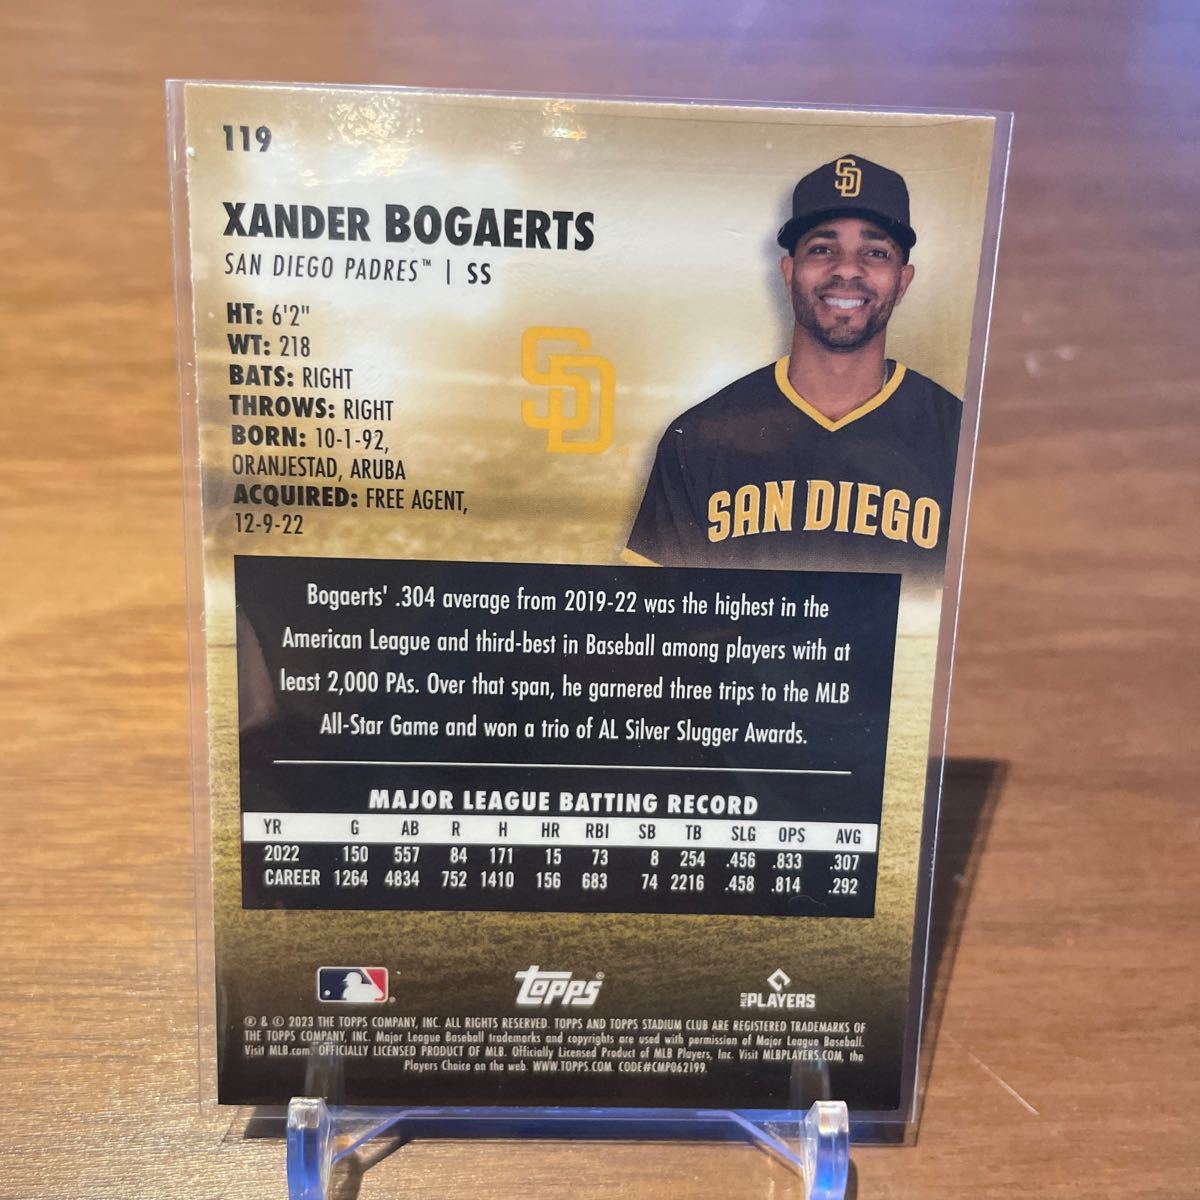 119
XANDER BOGAERTS
SAN DIEGO PADRES™ | SS
HT: 6'2"
WT: 218
BATS: RIGHT
THROWS: RIGHT
BORN: 10-1-92,
ORANJESTAD, ARUBA
ACQUIRED: FREE AGENT,
12-9-22
SD
SD
SAN DIEGO
Bogaerts' .304 average from 2019-22 was the highest in the
American League and third-best in Baseball among players with at
least 2,000 PAs. Over that span, he garnered three trips to the MLB
All-Star Game and won a trio of AL Silver Slugger Awards.
MAJOR LEAGUE BATTING RECORD
YR G AB R H HR RBI SB TB SLG OPS AVG
2022 150 557 84 171 15 73 8 254 .456 .833 .307
CAREER 1264 4834 752 1410 156 683 74 2216 .458 .814 .292
Topps®
MLB PLAYERS
® & © 2023 THE TOPPS COMPANY, INC. ALL RIGHTS RESERVED. TOPPS AND TOPPS STADIUM CLUB ARE REGISTERED TRADEMARKS OF
THE TOPPS COMPANY, INC. Major League Baseball trademarks and copyrights are used with permission of Major League Baseball.
Visit MLB.com. OFFICIALLY LICENSED PRODUCT OF MLB. Officially Licensed Product of MLB Players, Inc. Visit MLBPLAYERS.COM, the
Players Choice on the web. WWW.TOPPS.COM. CODE#CMP062199.